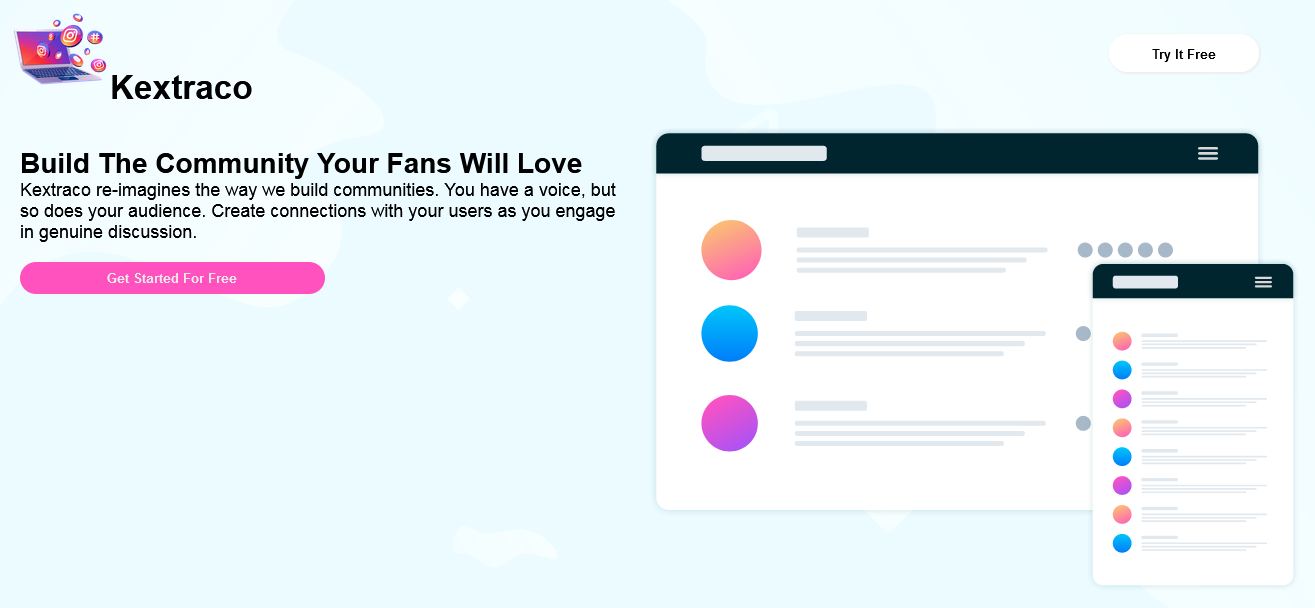 Kextraco
Try It Free
Build The Community Your Fans Will Love
Kextraco re-imagines the way we build communities. You have a voice, but
so does your audience. Create connections with your users as you engage
in genuine discussion.
Get Started For Free